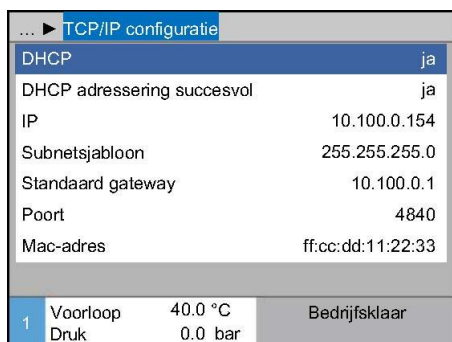 ... ► TCP/IP configuratie
DHCP ja
DHCP adressering succesvol ja
IP 10.100.0.154
Subnetsjabloon 255.255.255.0
Standaard gateway 10.100.0.1
Poort 4840
Mac-adres ff:cc:dd:11:22:33
1 Voorloop 40.0 °C Bedrijfsklaar
Druk 0.0 bar